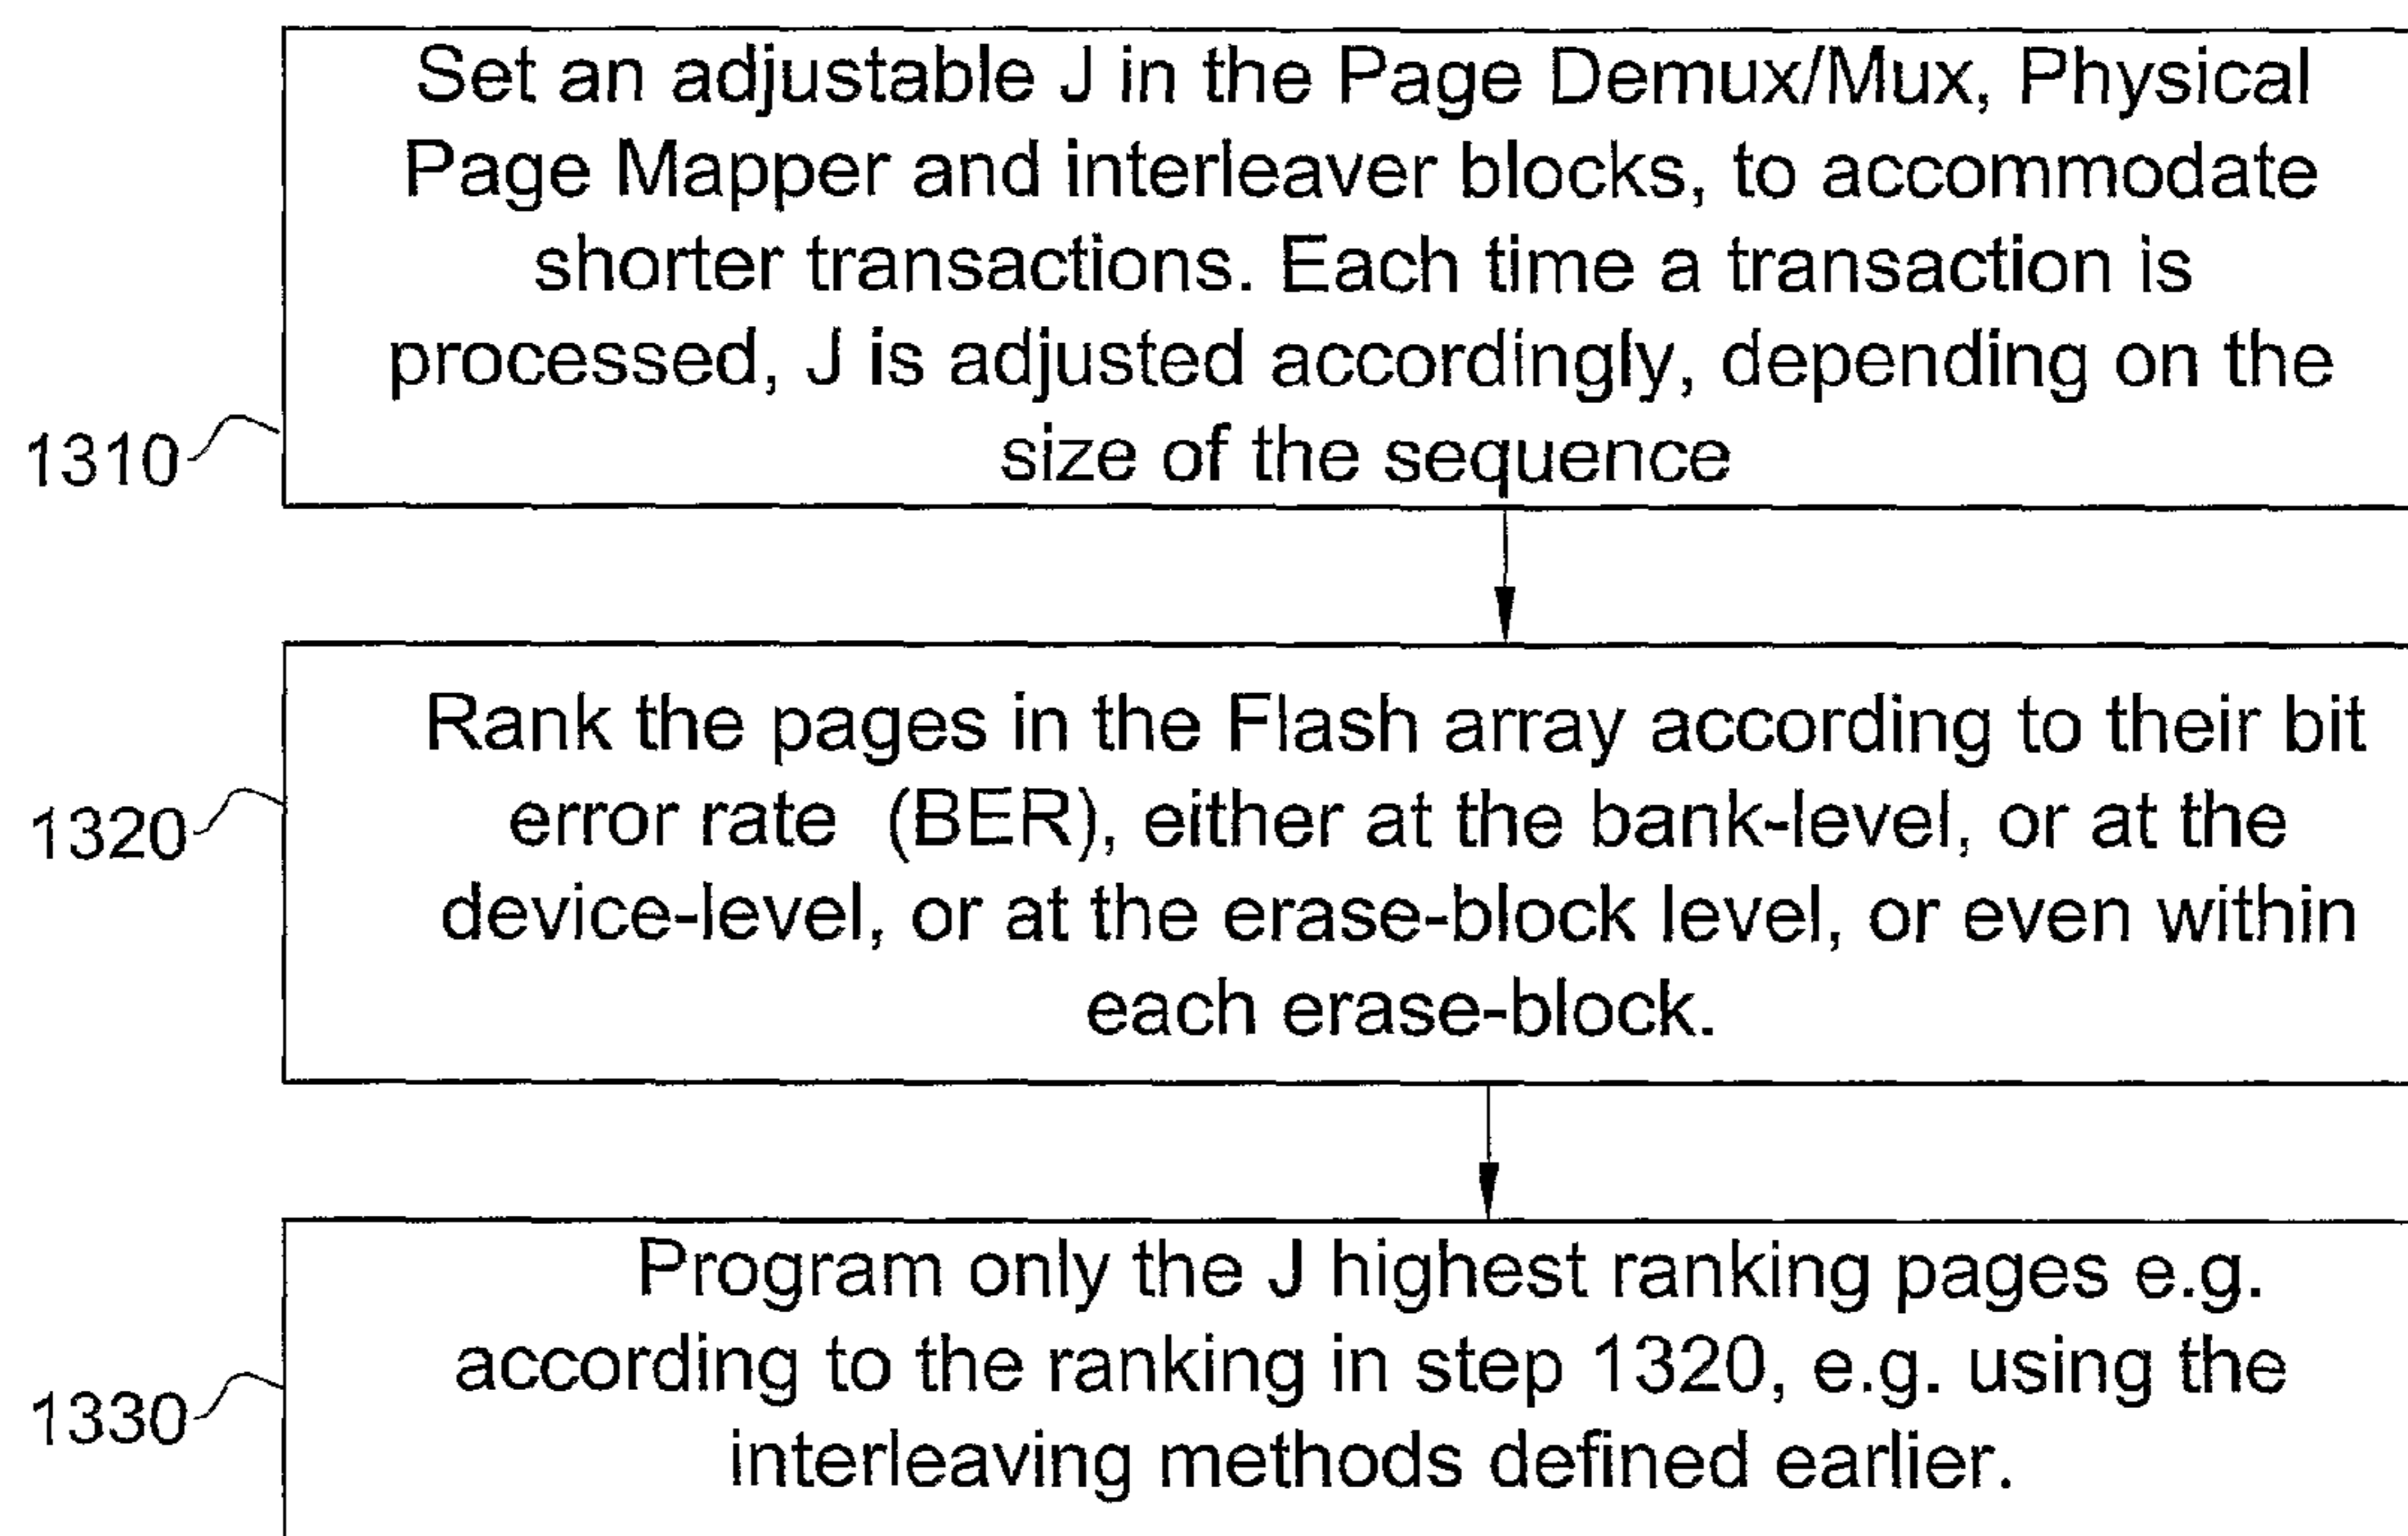 Set an adjustable J in the Page Demux/Mux, Physical
Page Mapper and interleaver blocks, to accommodate
shorter transactions. Each time a transaction is
processed, J is adjusted accordingly, depending on the
size of the sequence
1310
Rank the pages in the Flash array according to their bit
error rate (BER), either at the bank-level, or at the
device-level, or at the erase-block level, or even within
each erase-block.
1320
Program only the J highest ranking pages e.g.
according to the ranking in step 1320, e.g. using the
interleaving methods defined earlier.
1330